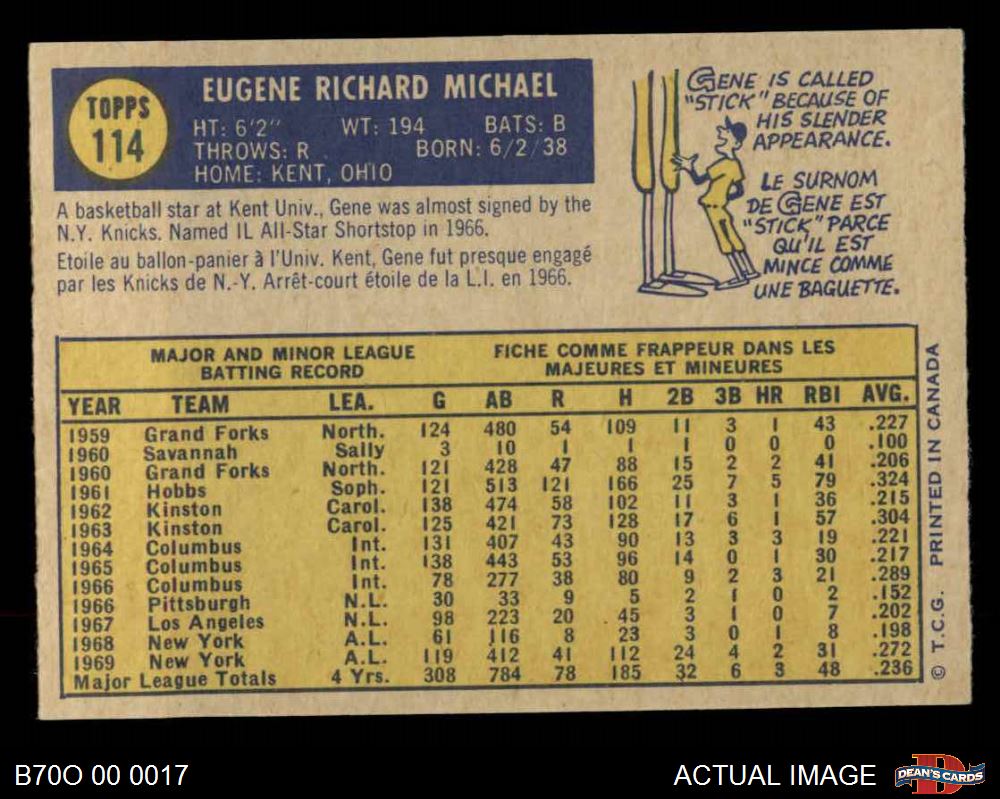 TOPPS
114
EUGENE RICHARD MICHAEL
HT: 6'2" WT: 194 BATS: B
THROWS: R BORN: 6/2/38
HOME: KENT, OHIO
A basketball star at Kent Univ., Gene was almost signed by the
N.Y. Knicks. Named IL All-Star Shortstop in 1966.
Etoile au ballon-panier à l'Univ. Kent, Gene fut presque engagé
par les Knicks de N.-Y. Arrêt-court étoile de la L.I. en 1966.
GENE IS CALLED
"STICK" BECAUSE OF
HIS SLENDER
APPEARANCE.
LE SURNOM
DE GENE EST
"STICK" PARCE
QU'IL EST
MINCE COMME
UNE BAGUETTE.
MAJOR AND MINOR LEAGUE
BATTING RECORD
FICHE COMME FRAPPEUR DANS LES
MAJEURES ET MINEURES
YEAR TEAM LEA. G AB R H 2B 3B HR RBI AVG.
1959 Grand Forks North. 124 480 54 109 11 3 1 43 .227
1960 Savannah Sally 3 10 1 1 1 0 0 0 .100
1960 Grand Forks North. 121 428 47 88 15 2 2 41 .206
1961 Hobbs Soph. 121 513 121 166 25 7 5 79 .324
1962 Kinston Carol. 138 474 58 102 11 3 1 36 .215
1963 Kinston Carol. 125 421 73 128 17 6 1 57 .304
1964 Columbus Int. 131 407 43 90 13 3 3 19 .221
1965 Columbus Int. 138 443 53 96 14 0 1 30 .217
1966 Columbus Int. 78 277 38 80 9 2 3 21 .289
1966 Pittsburgh N.L. 30 33 9 5 2 1 0 2 .152
1967 Los Angeles N.L. 98 223 20 45 3 1 0 7 .202
1968 New York A.L. 61 116 8 23 3 0 1 8 .198
1969 New York A.L. 119 412 41 112 24 4 2 31 .272
Major League Totals 4 Yrs. 308 784 78 185 32 6 3 48 .236
© T.C.G. PRINTED IN CANADA
B70O 00 0017
ACTUAL IMAGE
D
DEAN'S CARDS